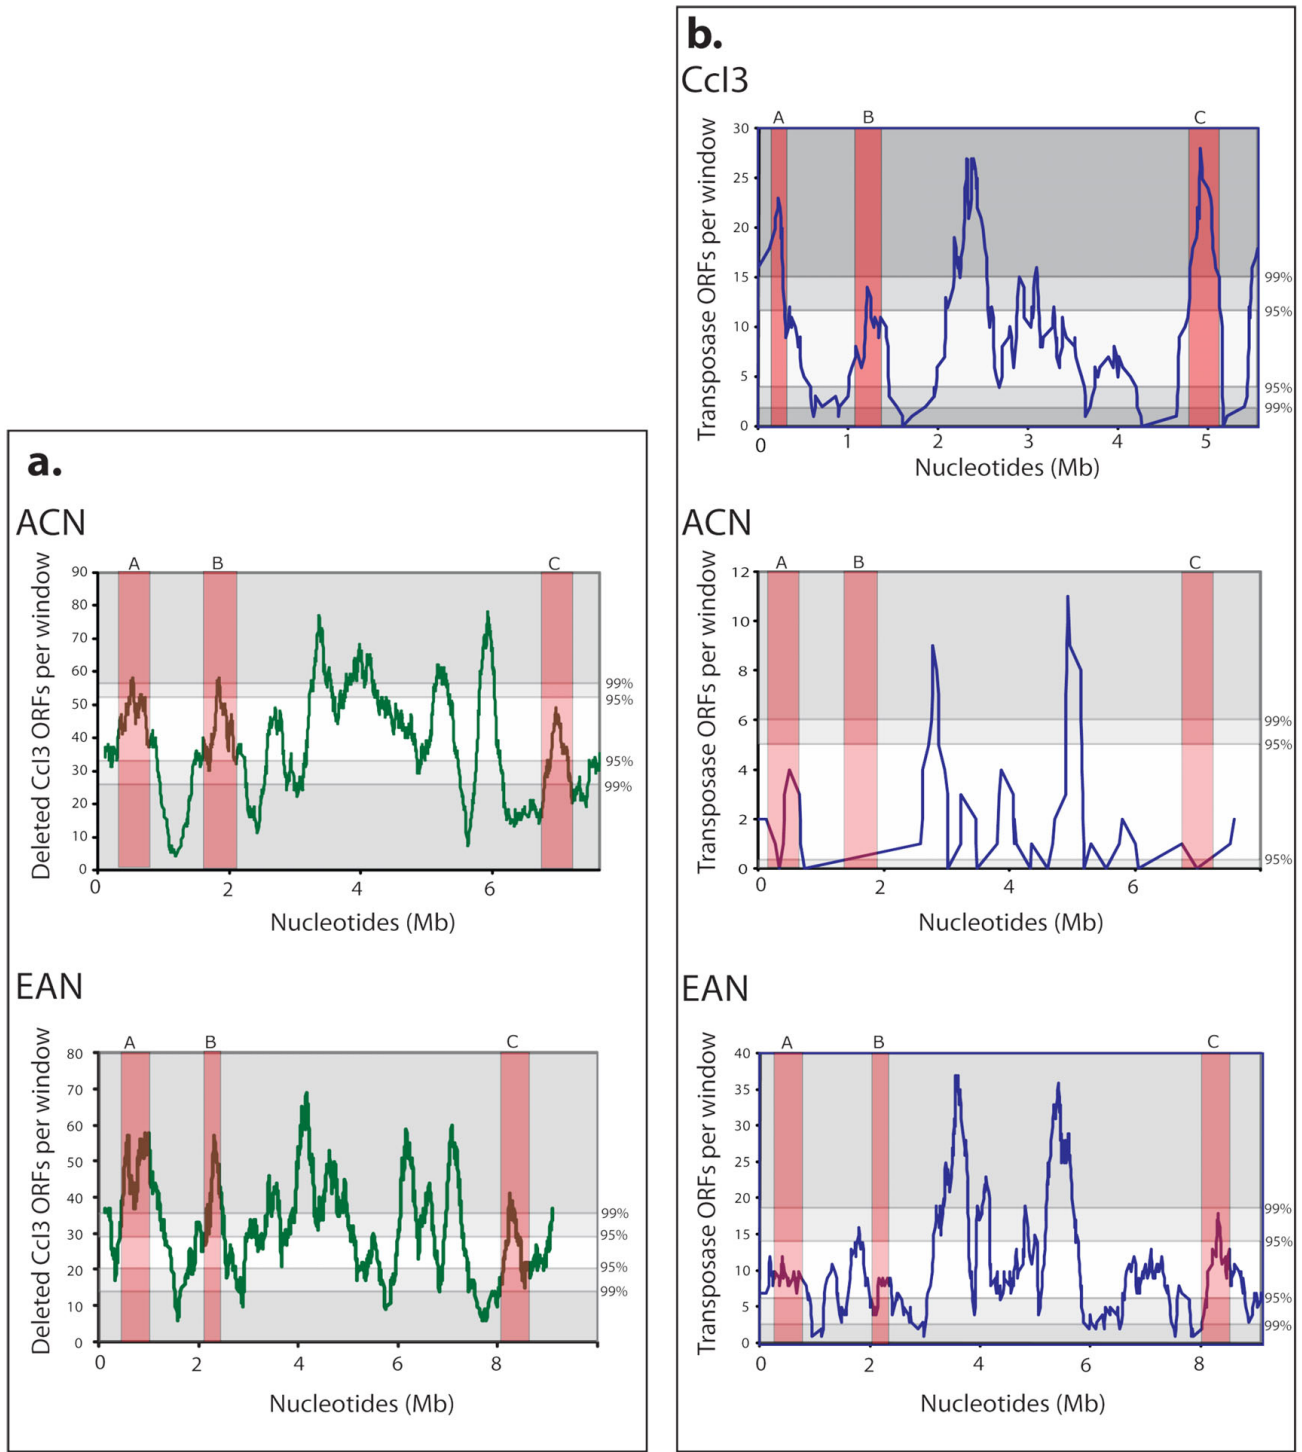 a.
ACN
A B C
Deleted CcI3 ORFs per window
90
80
70
60
50
40
30
20
10
0
99%
95%
95%
99%
0 2 4 6
Nucleotides (Mb)
EAN
A B C
Deleted CcI3 ORFs per window
80
70
60
50
40
30
20
10
0
99%
95%
95%
99%
0 2 4 6 8
Nucleotides (Mb)
b.
CcI3
A B C
Transposase ORFs per window
30
25
20
15
10
5
0
99%
95%
95%
99%
0 1 2 3 4 5
Nucleotides (Mb)
ACN
A B C
Transposase ORFs per window
12
10
8
6
4
2
0
99%
95%
95%
0 2 4 6
Nucleotides (Mb)
EAN
A B C
Transposase ORFs per window
40
35
30
25
20
15
10
5
0
99%
95%
95%
99%
0 2 4 6 8
Nucleotides (Mb)